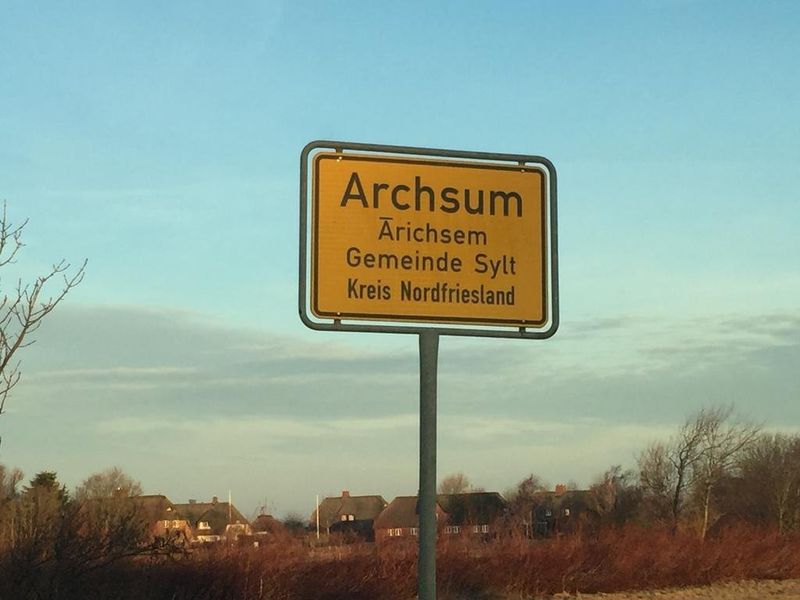 Archsum
Ārichsem
Gemeinde Sylt
Kreis Nordfriesland